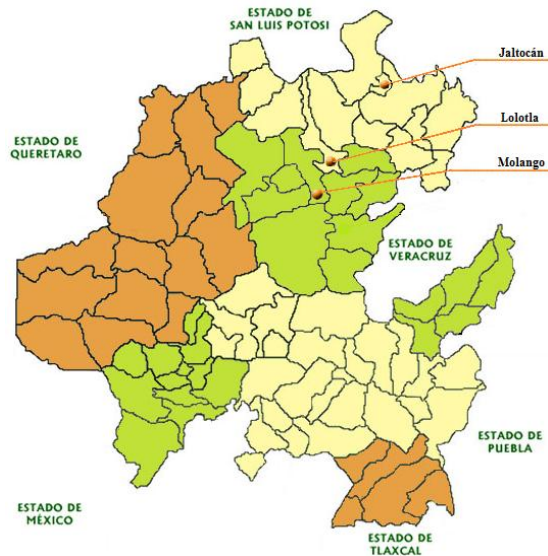 ESTADO DE
SAN LUIS POTOSI
Jaltocán
Lolotla
ESTADO DE
QUERETARO
Molango
ESTADO DE
VERACRUZ
ESTADO DE
PUEBLA
ESTADO DE
MÉXICO
ESTADO DE
TLAXCAL